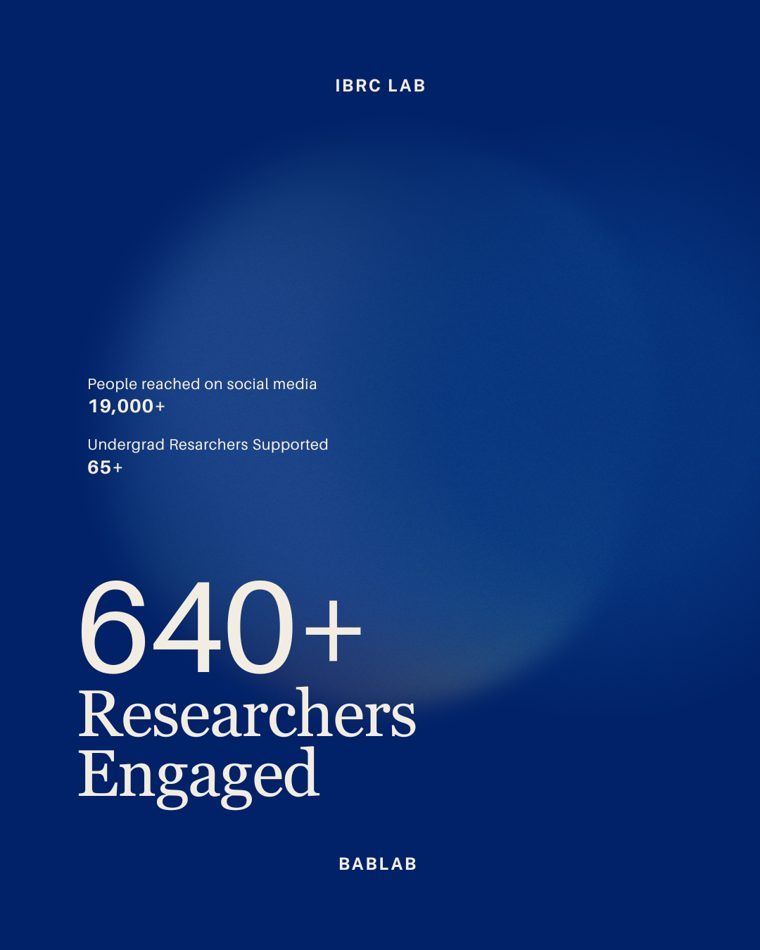 IBRC LAB
People reached on social media
19,000+
Undergrad Resarchers Supported
65+
640+
Researchers
Engaged
BABLAB